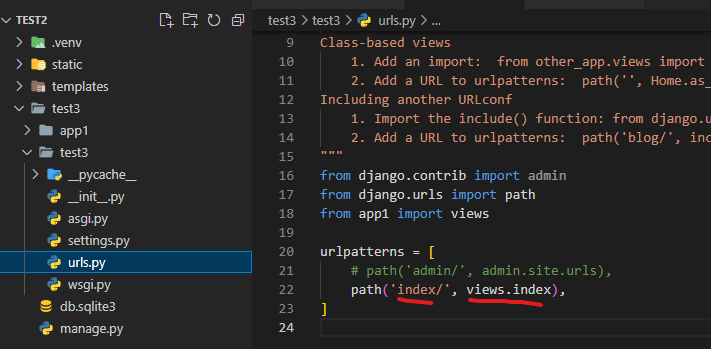 TEST2
.venv
static
templates
test3
app1
test3
__pycache__
__init__.py
asgi.py
settings.py
urls.py
wsgi.py
db.sqlite3
manage.py
test3 > test3 > urls.py > ...
9 Class-based views
10 1. Add an import:  from other_app.views import
11 2. Add a URL to urlpatterns:  path('', Home.as_
12 Including another URLconf
13 1. Import the include() function: from django.u
14 2. Add a URL to urlpatterns:  path('blog/', inc
15 """
16 from django.contrib import admin
17 from django.urls import path
18 from app1 import views
19
20 urlpatterns = [
21 # path('admin/', admin.site.urls),
22 path('index/', views.index),
23 ]
24